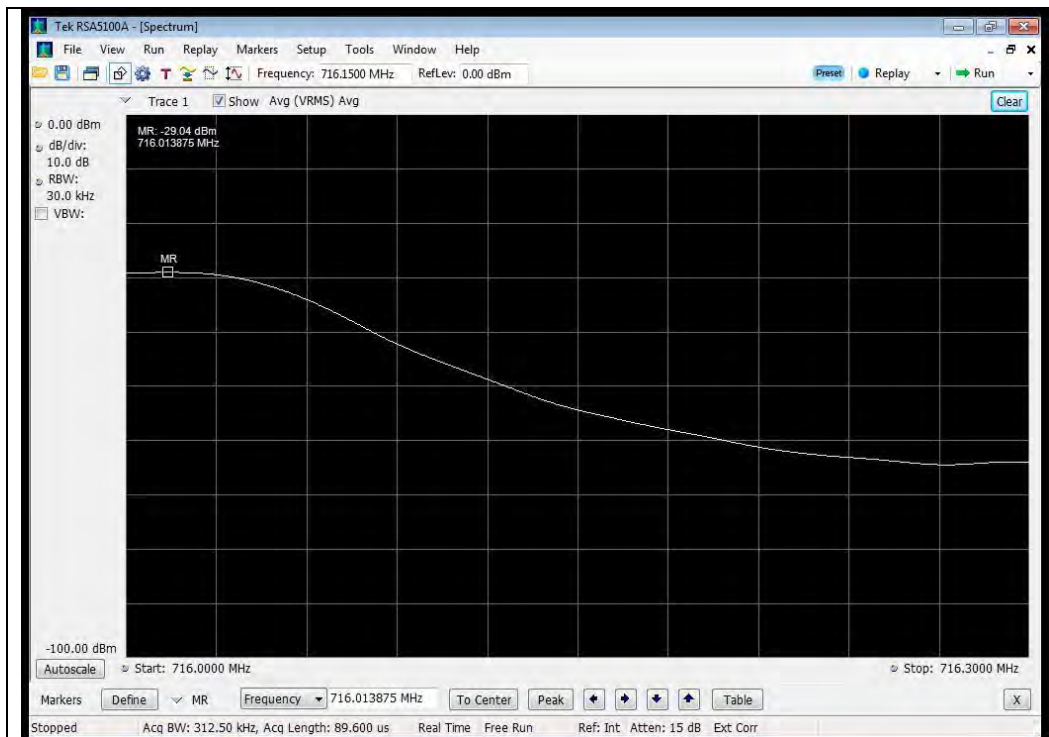 Tek RSA5100A - [Spectrum]
File View Run Replay Markers Setup Tools Window Help
T Frequency: 716.1500 MHz RefLev: 0.00 dBm Preset Replay Run
Trace 1 Show Avg (VRMS) Avg Clear
0.00 dBm
dB/div:
10.0 dB
RBW:
30.0 kHz
VBW:
MR: -29.04 dBm
716.013875 MHz
MR
-100.00 dBm
Autoscale Start: 716.0000 MHz Stop: 716.3000 MHz
Markers Define MR Frequency 716.013875 MHz To Center Peak Table X
Stopped Acq BW: 312.50 kHz, Acq Length: 89.600 us Real Time Free Run Ref: Int Atten: 15 dB Ext Corr